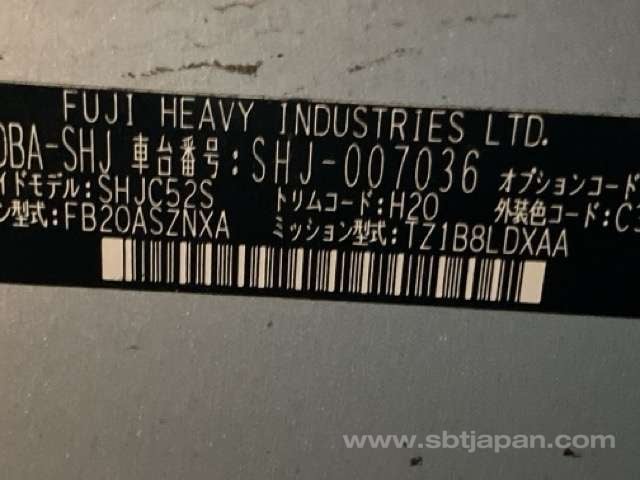 FUJI HEAVY INDUSTRIES LTD.
DBA-SHJ 車台番号:SHJ-007036 オプションコード
イドモデル:SHJC52S トリムコード:H20 外装色コード:C
ン型式:FB20ASZNXA ミッション型式:TZ1B8LDXAA
www.sbtjapan.com